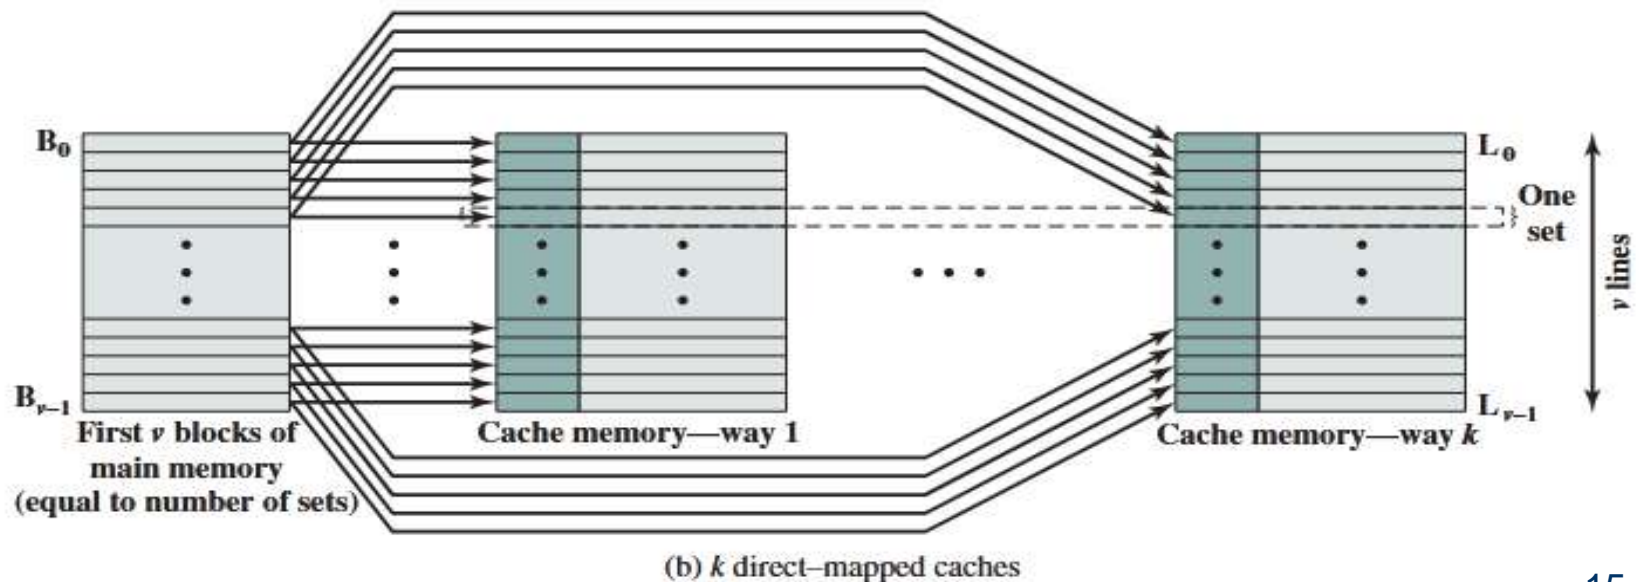 B₀
L₀
One
set
v lines
Bᵥ₋₁
Lᵥ₋₁
First v blocks of
main memory
(equal to number of sets)
Cache memory—way 1
Cache memory—way k
(b) k direct–mapped caches
15